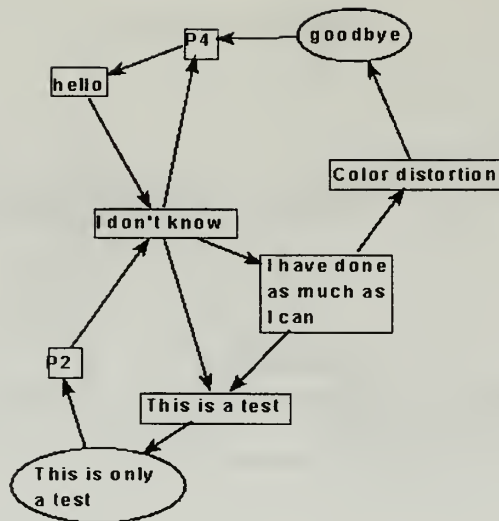 goodbye
P4
hello
Color distortion
I don't know
I have done
as much as
I can
P2
This is a test
This is only
a test